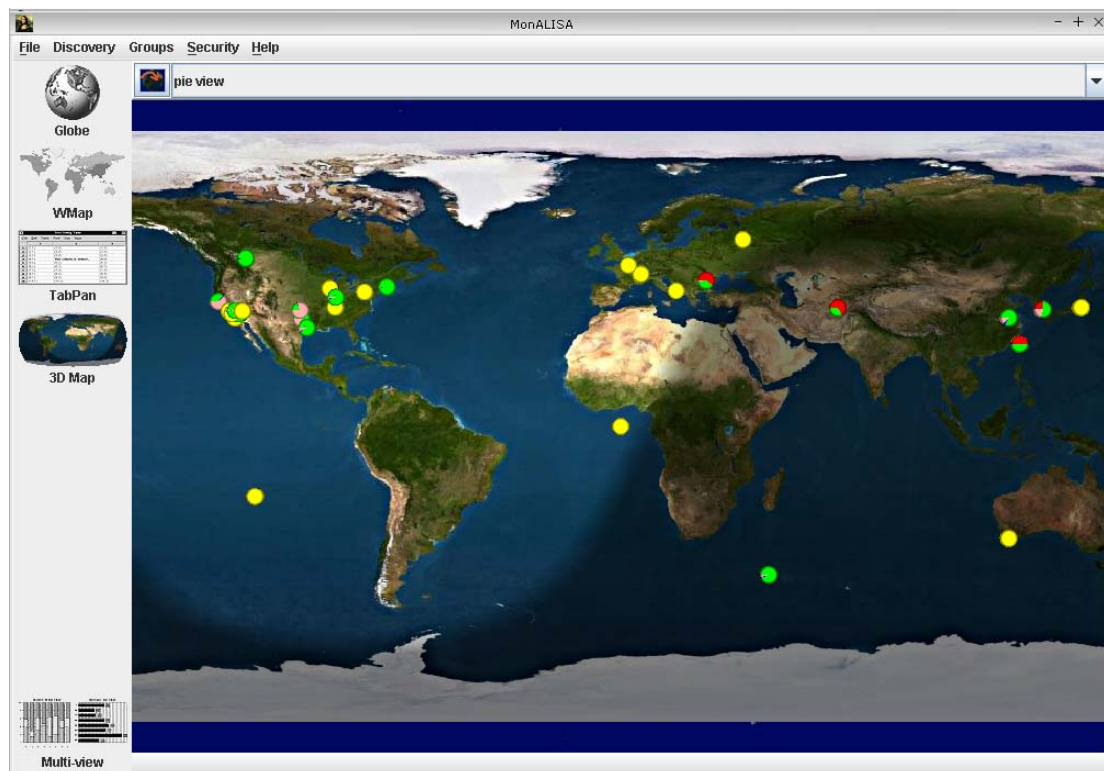 MonALISA
File Discovery Groups Security Help
pie view
Globe
WMap
TabPan
3D Map
Multi-view